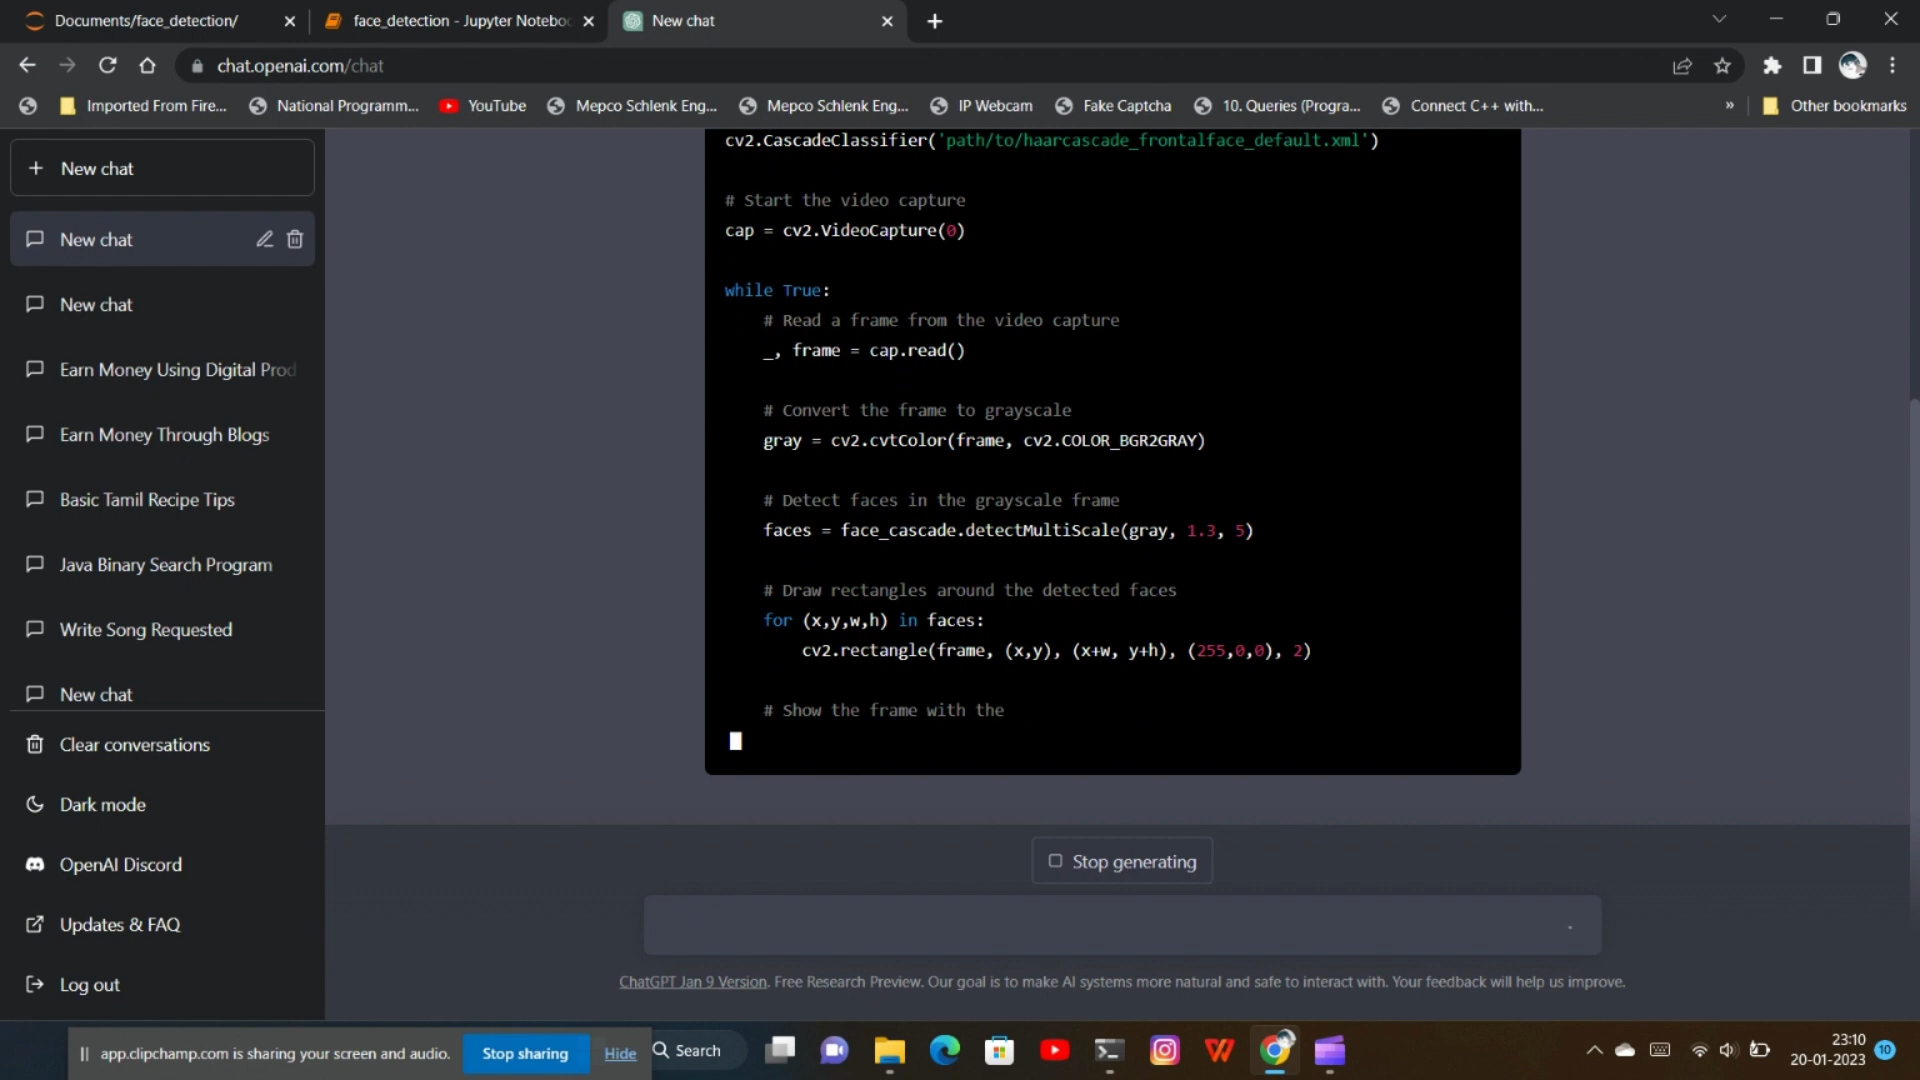 Documents/face_detection/
face_detection - Jupyter Notebo
New chat
chat.openai.com/chat
Imported From Fire...
National Programm...
YouTube
Mepco Schlenk Eng...
Mepco Schlenk Eng...
IP Webcam
Fake Captcha
10. Queries (Progra...
Connect C++ with...
»
Other bookmarks
+ New chat
New chat
New chat
Earn Money Using Digital Prod
Earn Money Through Blogs
Basic Tamil Recipe Tips
Java Binary Search Program
Write Song Requested
New chat
Clear conversations
Dark mode
OpenAI Discord
Updates & FAQ
Log out
cv2.CascadeClassifier('path/to/haarcascade_frontalface_default.xml')
# Start the video capture
cap = cv2.VideoCapture(0)
while True:
# Read a frame from the video capture
_, frame = cap.read()
# Convert the frame to grayscale
gray = cv2.cvtColor(frame, cv2.COLOR_BGR2GRAY)
# Detect faces in the grayscale frame
faces = face_cascade.detectMultiScale(gray, 1.3, 5)
# Draw rectangles around the detected faces
for (x,y,w,h) in faces:
cv2.rectangle(frame, (x,y), (x+w, y+h), (255,0,0), 2)
# Show the frame with the
Stop generating
ChatGPT Jan 9 Version. Free Research Preview. Our goal is to make AI systems more natural and safe to interact with. Your feedback will help us improve.
app.clipchamp.com is sharing your screen and audio.
Stop sharing
Hide
Search
23:10
20-01-2023
10